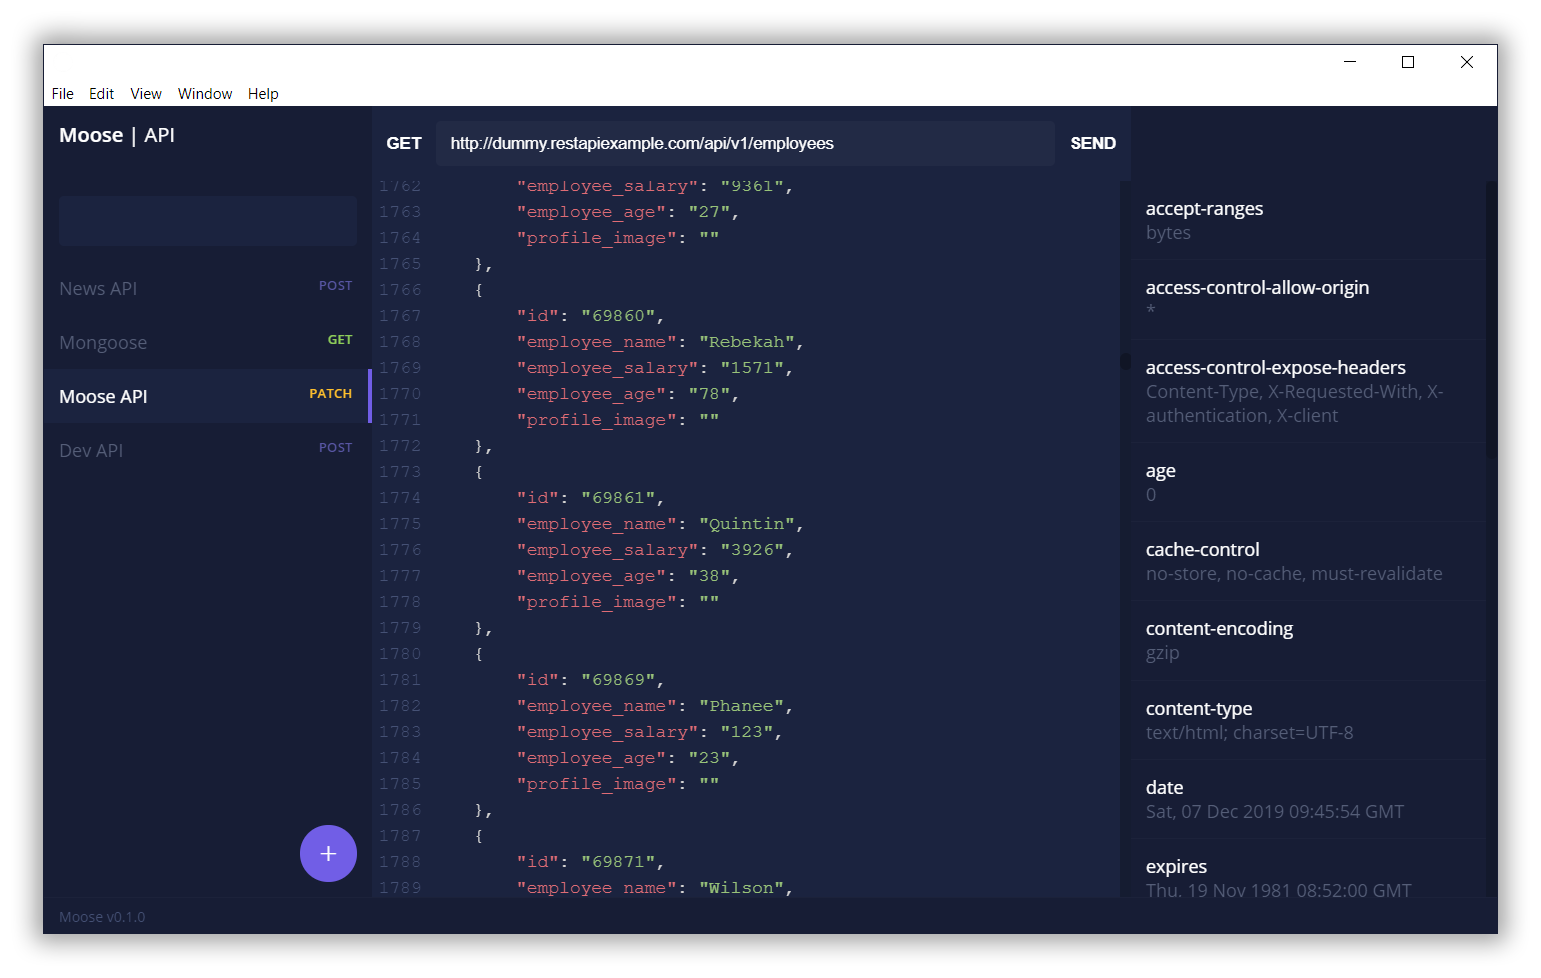 File Edit View Window Help
Moose | API
News API POST
Mongoose GET
Moose API PATCH
Dev API POST
+
Moose v0.1.0
GET http://dummy.restapiexample.com/api/v1/employees SEND
1762 "employee_salary": "9361",
1763 "employee_age": "27",
1764 "profile_image": ""
1765 },
1766 {
1767 "id": "69860",
1768 "employee_name": "Rebekah",
1769 "employee_salary": "1571",
1770 "employee_age": "78",
1771 "profile_image": ""
1772 },
1773 {
1774 "id": "69861",
1775 "employee_name": "Quintin",
1776 "employee_salary": "3926",
1777 "employee_age": "38",
1778 "profile_image": ""
1779 },
1780 {
1781 "id": "69869",
1782 "employee_name": "Phanee",
1783 "employee_salary": "123",
1784 "employee_age": "23",
1785 "profile_image": ""
1786 },
1787 {
1788 "id": "69871",
1789 "employee_name": "Wilson",
accept-ranges
bytes
access-control-allow-origin
*
access-control-expose-headers
Content-Type, X-Requested-With, X-
authentication, X-client
age
0
cache-control
no-store, no-cache, must-revalidate
content-encoding
gzip
content-type
text/html; charset=UTF-8
date
Sat, 07 Dec 2019 09:45:54 GMT
expires
Thu, 19 Nov 1981 08:52:00 GMT